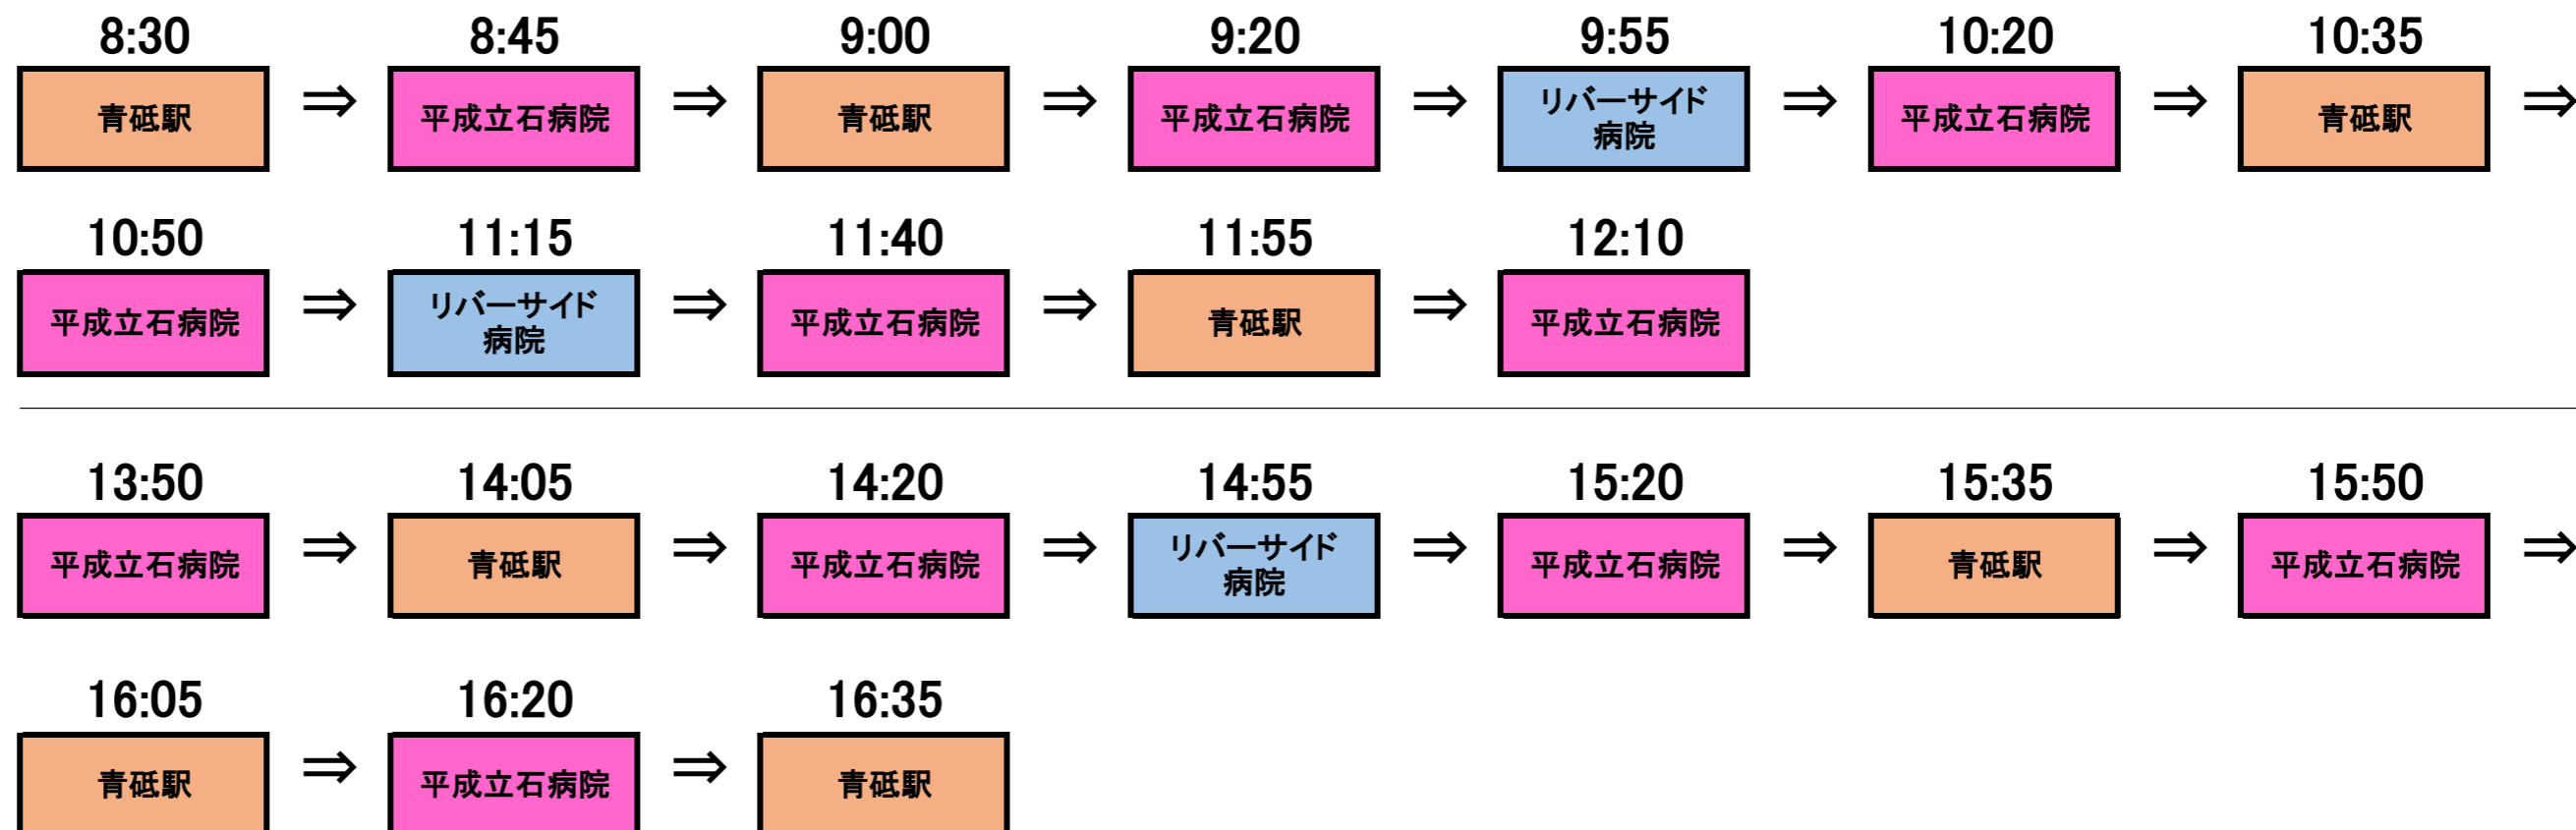 8:30 8:45 9:00 9:20 9:55 10:20 10:35
青砥駅 ⇒ 平成立石病院 ⇒ 青砥駅 ⇒ 平成立石病院 ⇒ リバーサイド病院 ⇒ 平成立石病院 ⇒ 青砥駅 ⇒
10:50 11:15 11:40 11:55 12:10
平成立石病院 ⇒ リバーサイド病院 ⇒ 平成立石病院 ⇒ 青砥駅 ⇒ 平成立石病院
13:50 14:05 14:20 14:55 15:20 15:35 15:50
平成立石病院 ⇒ 青砥駅 ⇒ 平成立石病院 ⇒ リバーサイド病院 ⇒ 平成立石病院 ⇒ 青砥駅 ⇒ 平成立石病院 ⇒
16:05 16:20 16:35
青砥駅 ⇒ 平成立石病院 ⇒ 青砥駅